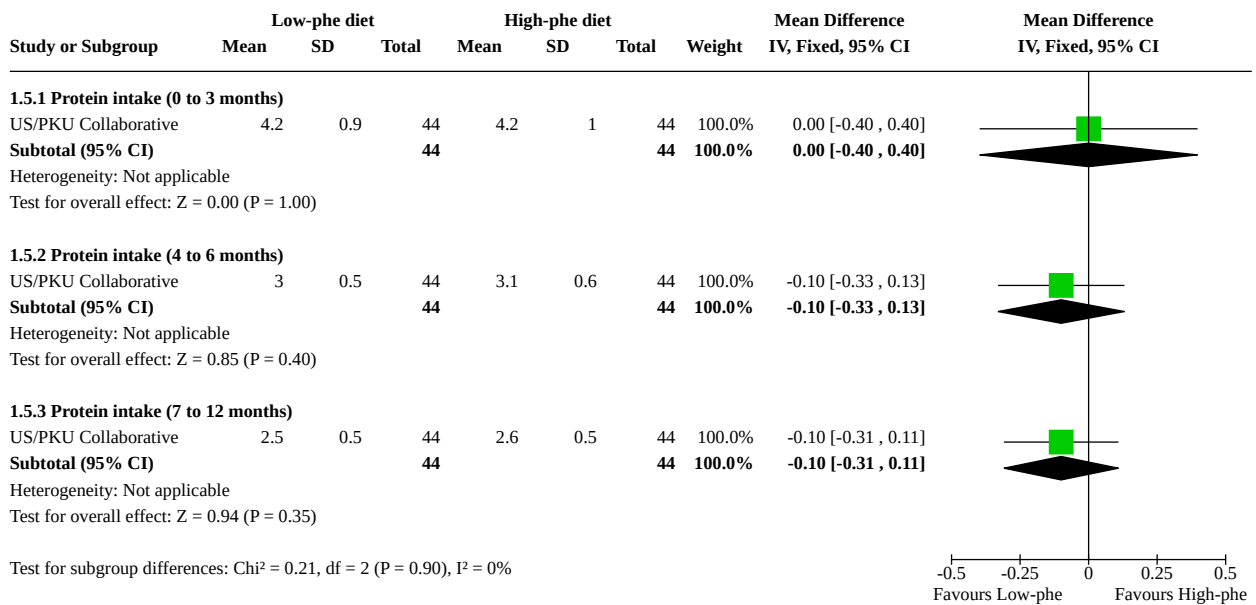 Low-phe diet High-phe diet Mean Difference Mean Difference
Study or Subgroup Mean SD Total Mean SD Total Weight IV, Fixed, 95% CI IV, Fixed, 95% CI
1.5.1 Protein intake (0 to 3 months)
US/PKU Collaborative 4.2 0.9 44 4.2 1 44 100.0% 0.00 [-0.40 , 0.40]
Subtotal (95% CI) 44 44 100.0% 0.00 [-0.40 , 0.40]
Heterogeneity: Not applicable
Test for overall effect: Z = 0.00 (P = 1.00)
1.5.2 Protein intake (4 to 6 months)
US/PKU Collaborative 3 0.5 44 3.1 0.6 44 100.0% -0.10 [-0.33 , 0.13]
Subtotal (95% CI) 44 44 100.0% -0.10 [-0.33 , 0.13]
Heterogeneity: Not applicable
Test for overall effect: Z = 0.85 (P = 0.40)
1.5.3 Protein intake (7 to 12 months)
US/PKU Collaborative 2.5 0.5 44 2.6 0.5 44 100.0% -0.10 [-0.31 , 0.11]
Subtotal (95% CI) 44 44 100.0% -0.10 [-0.31 , 0.11]
Heterogeneity: Not applicable
Test for overall effect: Z = 0.94 (P = 0.35)
Test for subgroup differences: Chi² = 0.21, df = 2 (P = 0.90), I² = 0%
-0.5 -0.25 0 0.25 0.5
Favours Low-phe Favours High-phe